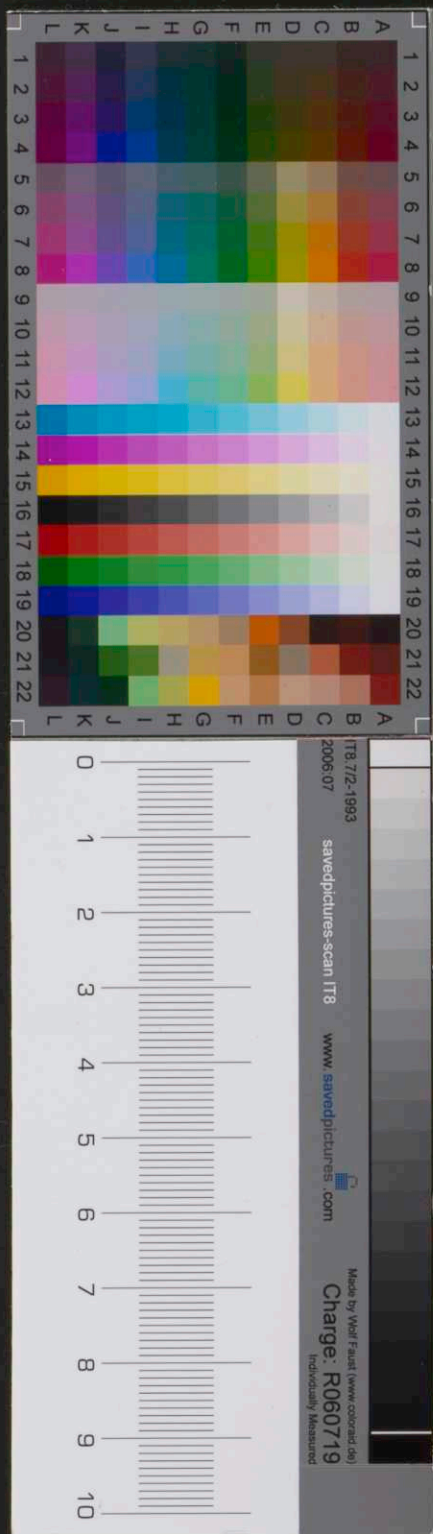 L K J I H G F E D C B A
1 1
2 2
3 3
4 4
5 5
6 6
7 7
8 8
9 9
10 10
11 11
12 12
13 13
14 14
15 15
16 16
17 17
18 18
19 19
20 20
21 21
22 22
L K J I H G F E D C B A
IT8.7/2-1993
2006:07
savedpictures-scan IT8
www.savedpictures.com
Made by Wolf Faust (www.coloraid.de)
Charge: R060719
Individually Measured
0 1 2 3 4 5 6 7 8 9 10